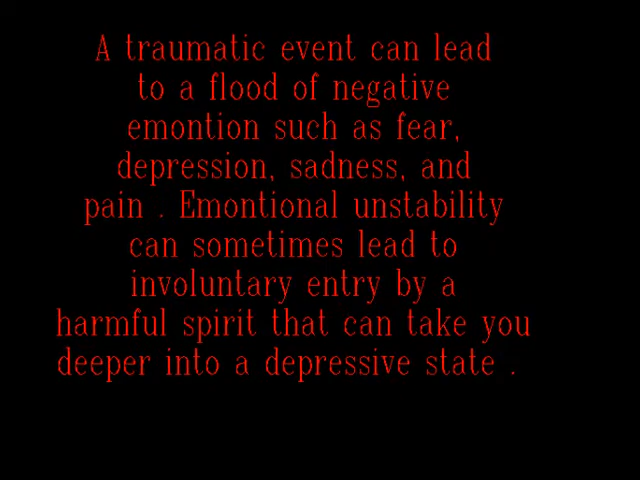 A traumatic event can lead
to a flood of negative
emontion such as fear,
depression, sadness, and
pain . Emontional unstability
can sometimes lead to
involuntary entry by a
harmful spirit that can take you
deeper into a depressive state .